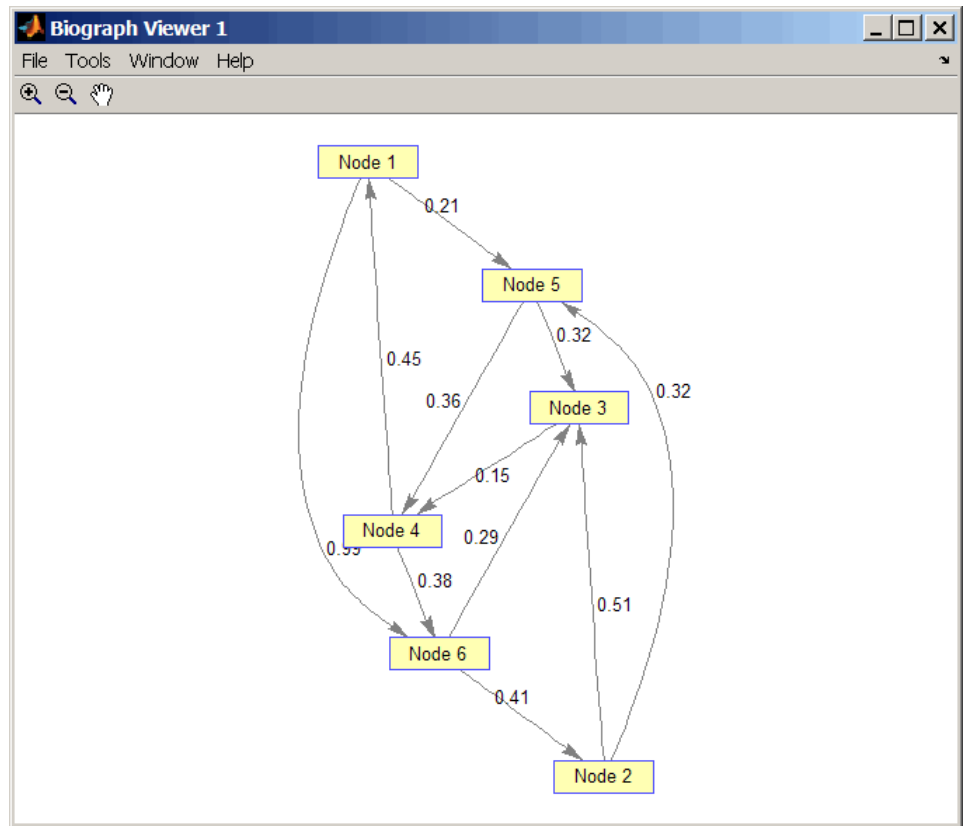 Biograph Viewer 1
File Tools Window Help
Node 1
0.21
Node 5
0.32
0.45
0.32
0.36
Node 3
0.15
Node 4
0.29
0.99
0.38
0.51
Node 6
0.41
Node 2